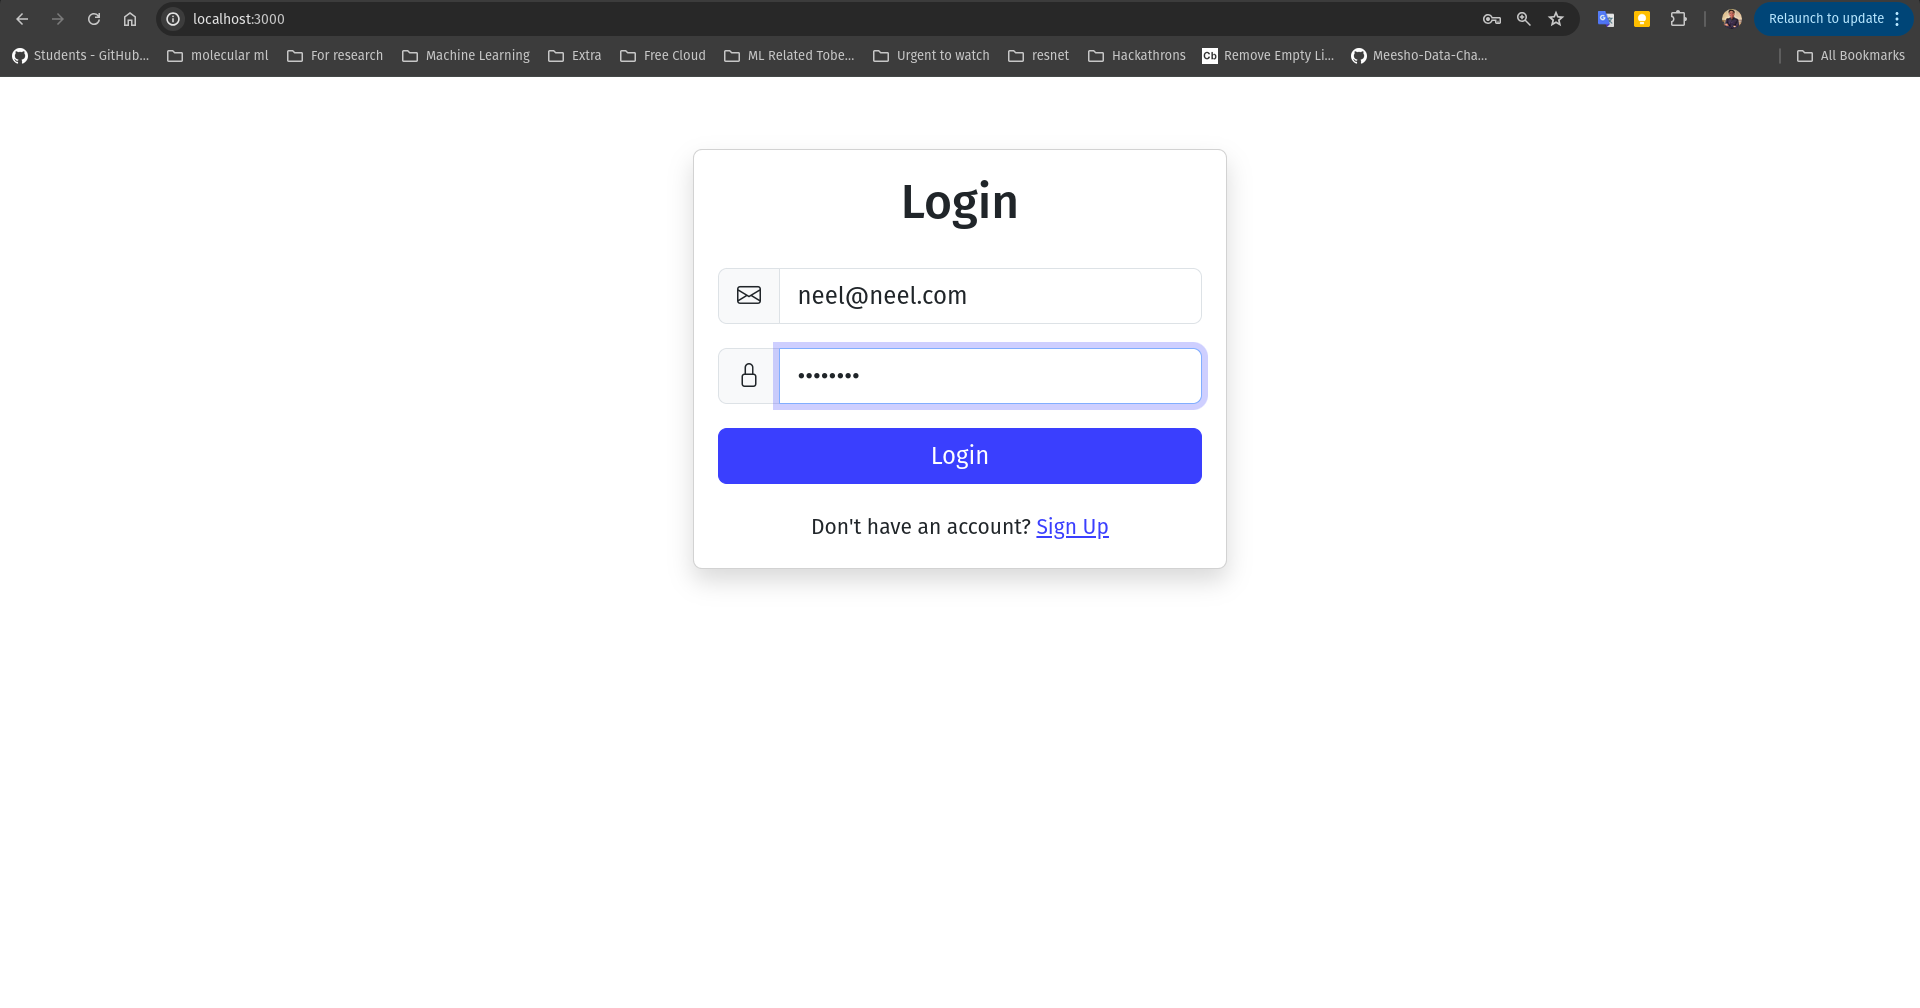 localhost:3000
Relaunch to update
Students - GitHub...
molecular ml
For research
Machine Learning
Extra
Free Cloud
ML Related Tobe...
Urgent to watch
resnet
Hackathrons
Cb
Remove Empty Li...
Meesho-Data-Cha...
All Bookmarks
Login
neel@neel.com
••••••••
Login
Don't have an account? Sign Up